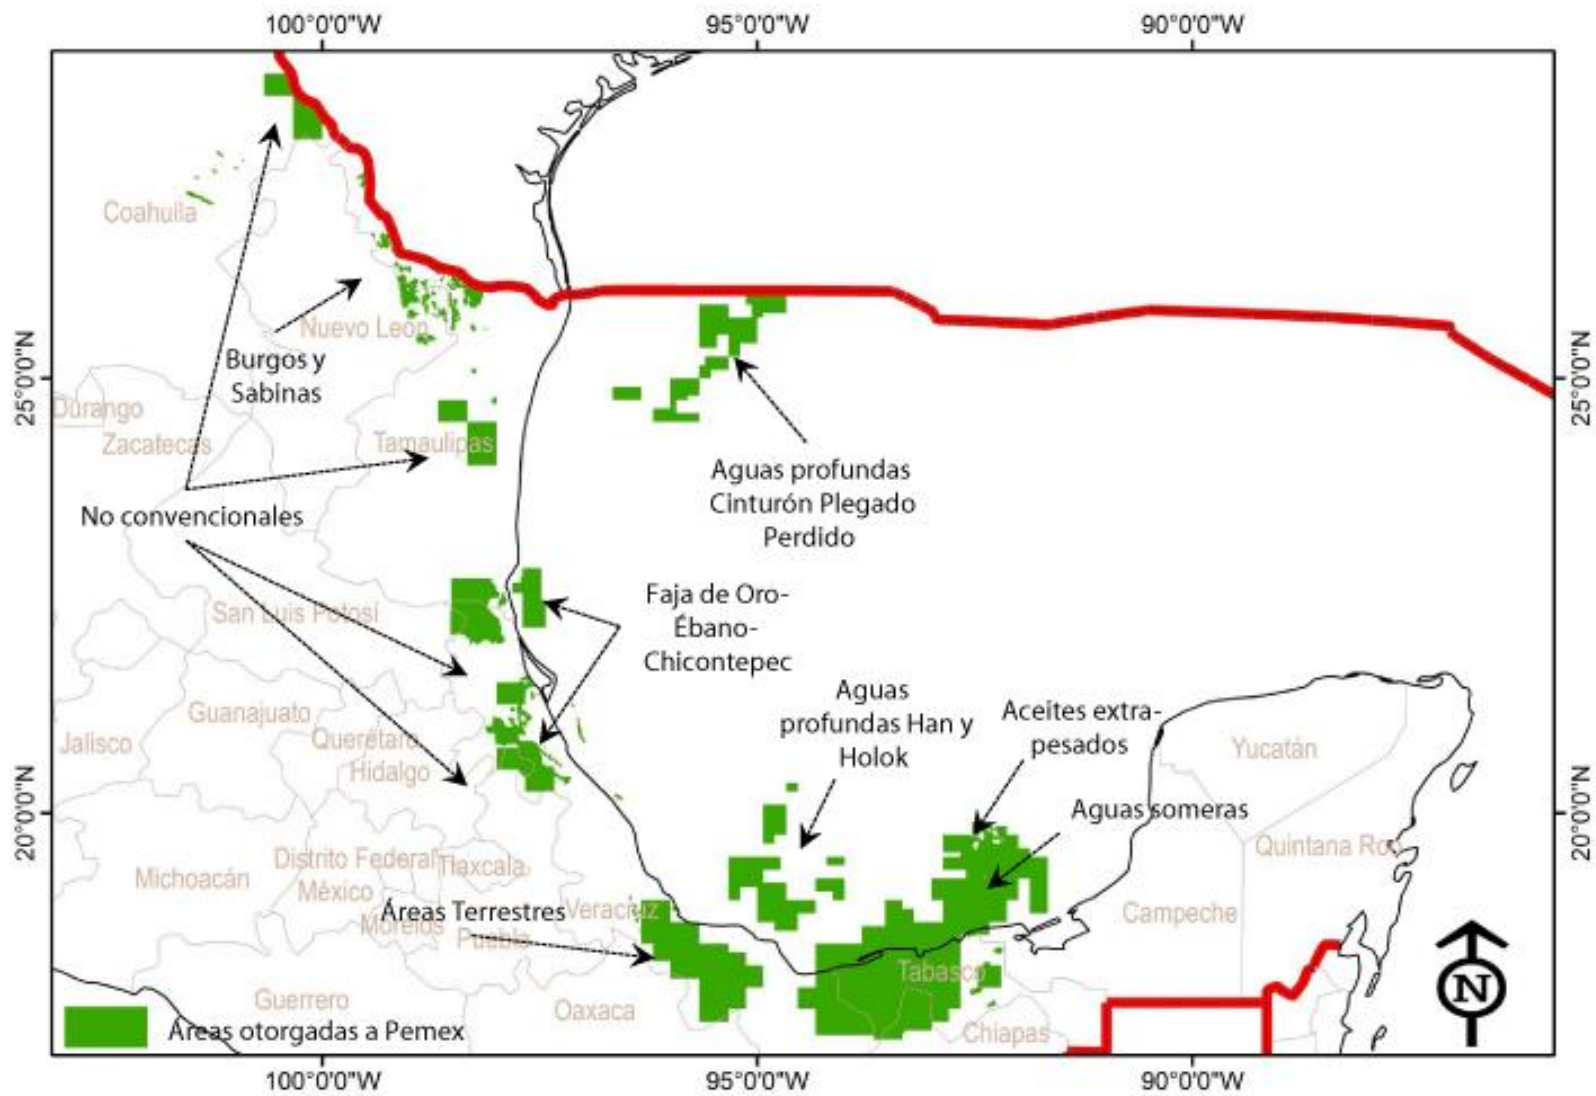 100°0'0"W
95°0'0"W
90°0'0"W
Coahuila
Nuevo Leon
Burgos y
Sabinas
25°0'0"N
25°0'0"N
Durango
Zacatecas
Tamaulipas
Aguas profundas
Cinturón Plegado
Perdido
No convencionales
San Luis Potosí
Faja de Oro-
Ébano-
Chicontepec
Guanajuato
Aguas
profundas Han y
Holok
Aceites extra-
pesados
Jalisco
Querétaro
Hidalgo
Yucatán
20°0'0"N
20°0'0"N
Aguas someras
Quintana Roo
Michoacán
Distrito Federal
Tlaxcala
México
Áreas Terrestres
Veracruz
Morelos
Puebla
Campeche
Tabasco
Guerrero
Oaxaca
Chiapas
N
Áreas otorgadas a Pemex
100°0'0"W
95°0'0"W
90°0'0"W